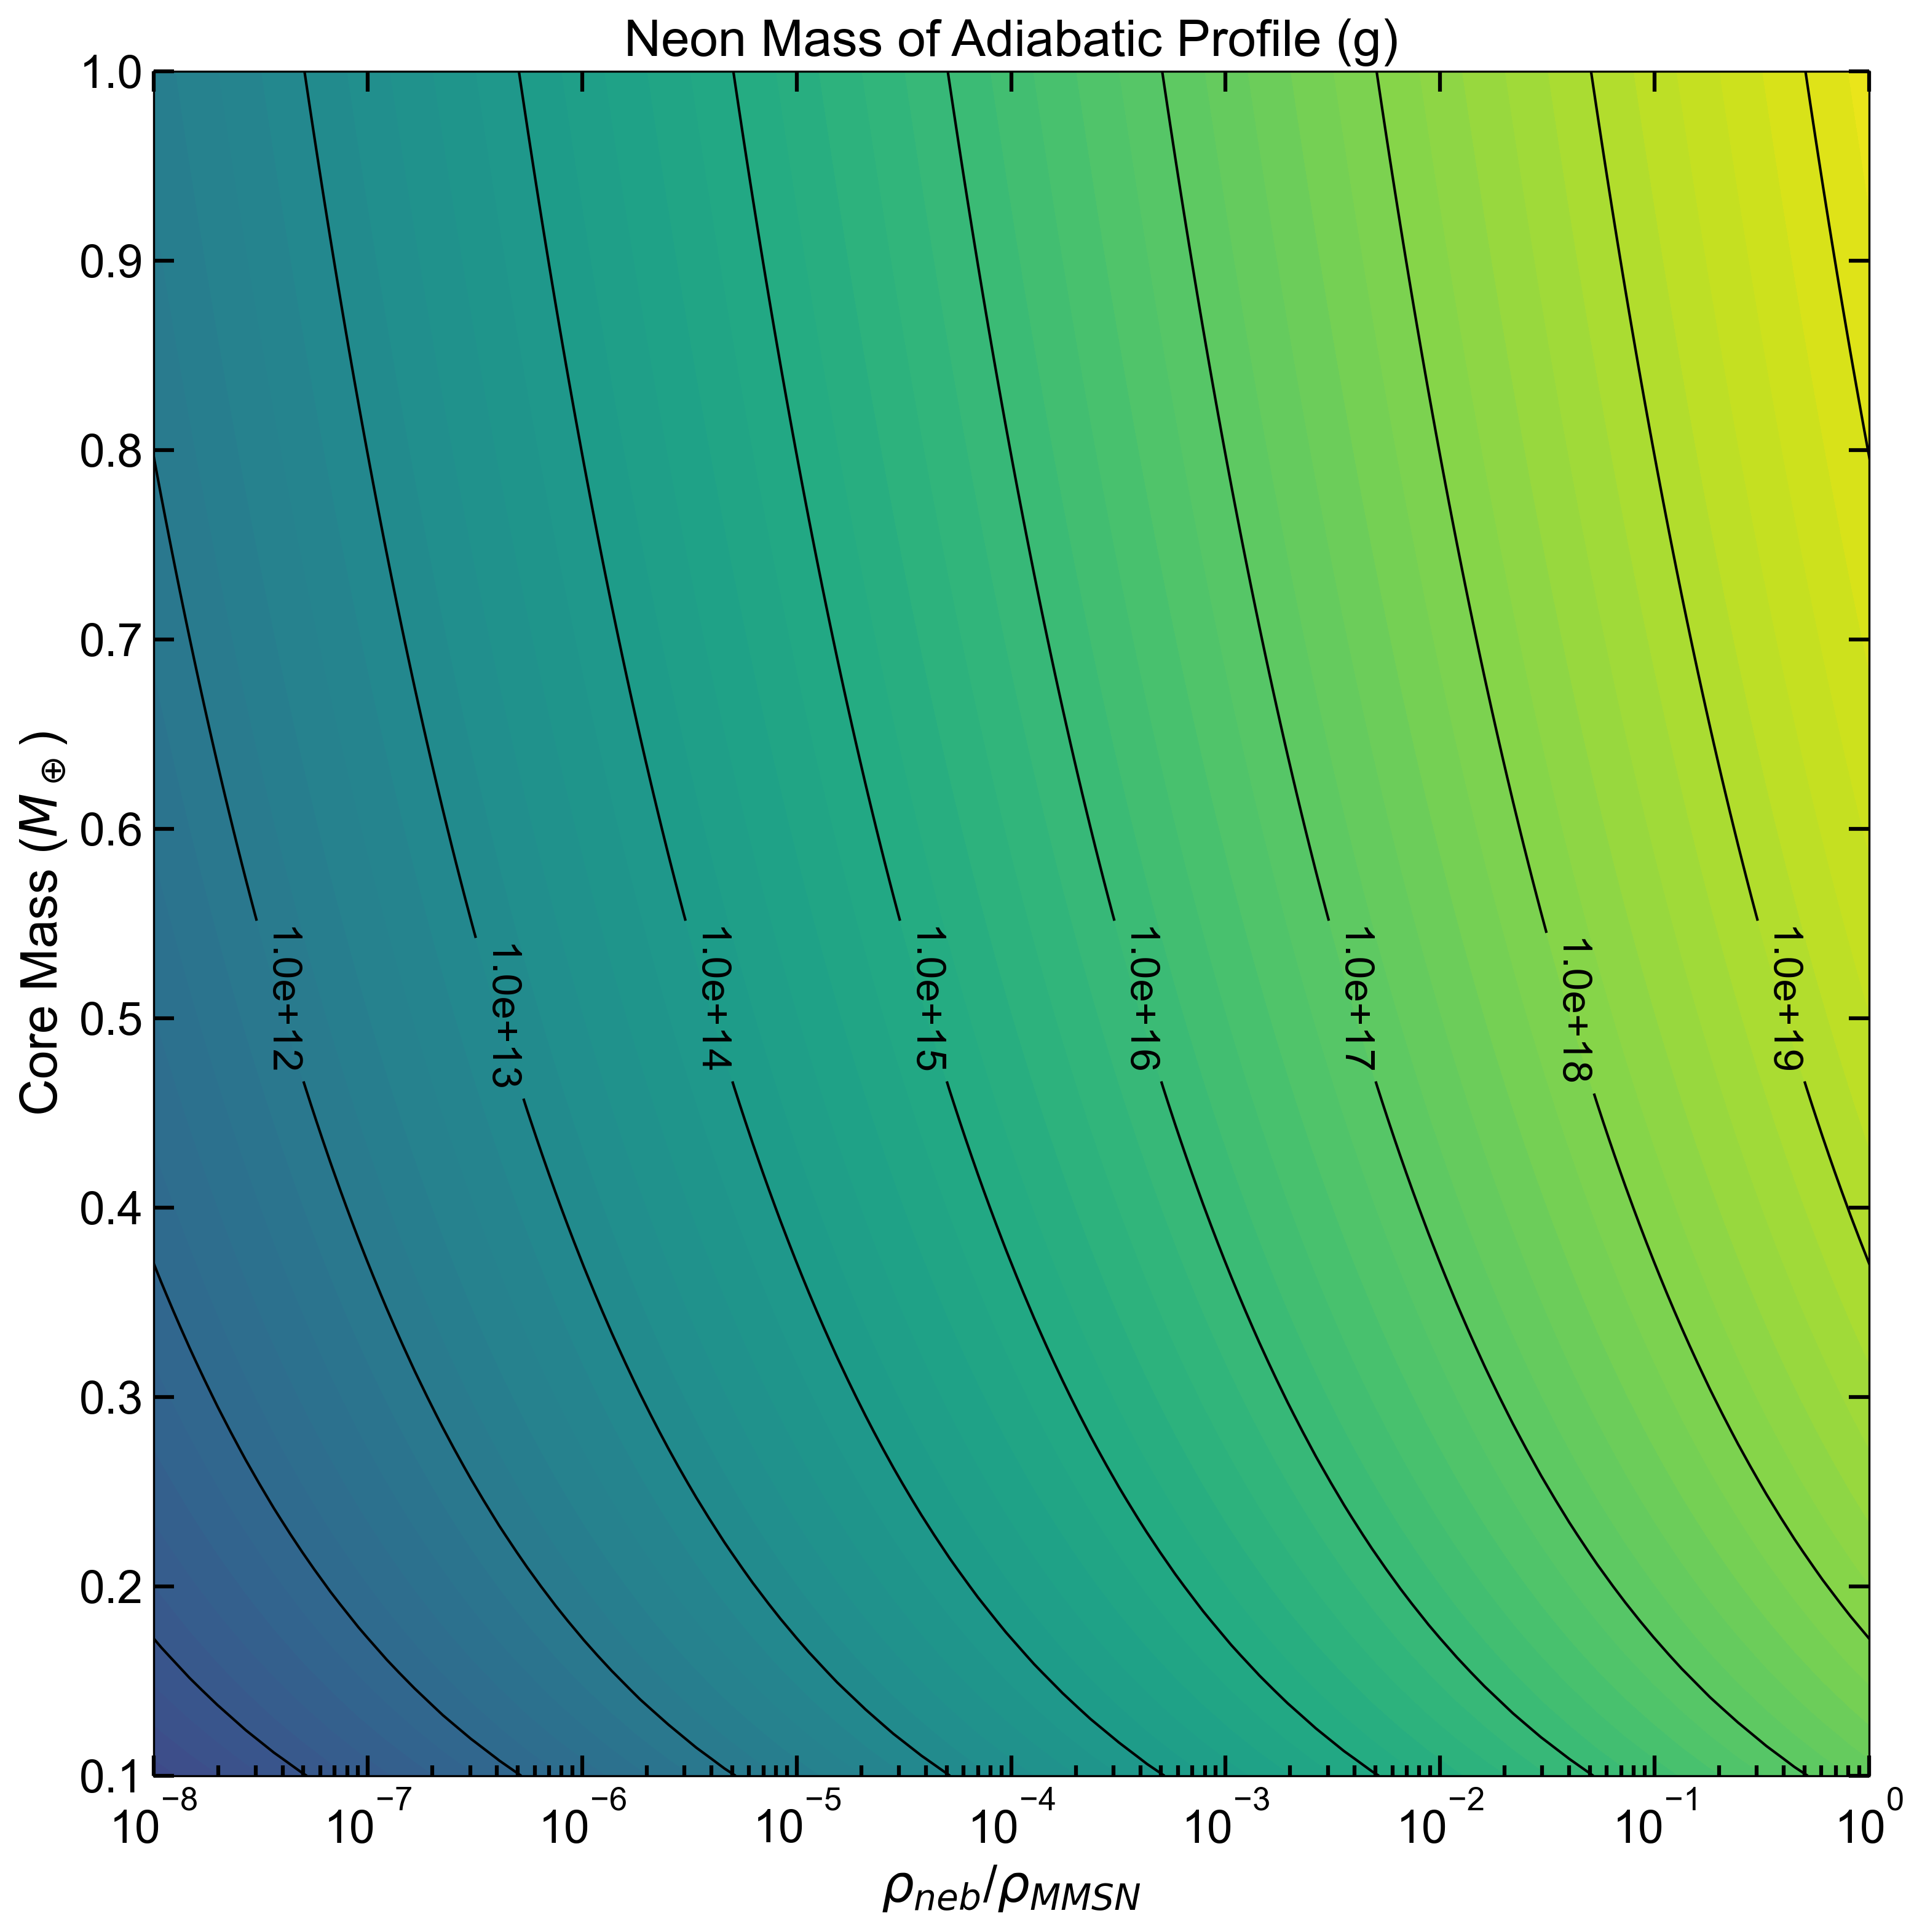 Neon Mass of Adiabatic Profile (g)
1.0
0.9
0.8
0.7
0.6
0.5
0.4
0.3
0.2
0.1
Core Mass (M⊕)
1.0e+12
1.0e+13
1.0e+14
1.0e+15
1.0e+16
1.0e+17
1.0e+18
1.0e+19
10⁻⁸ 10⁻⁷ 10⁻⁶ 10⁻⁵ 10⁻⁴ 10⁻³ 10⁻² 10⁻¹ 10⁰
ρneb/ρMMSN